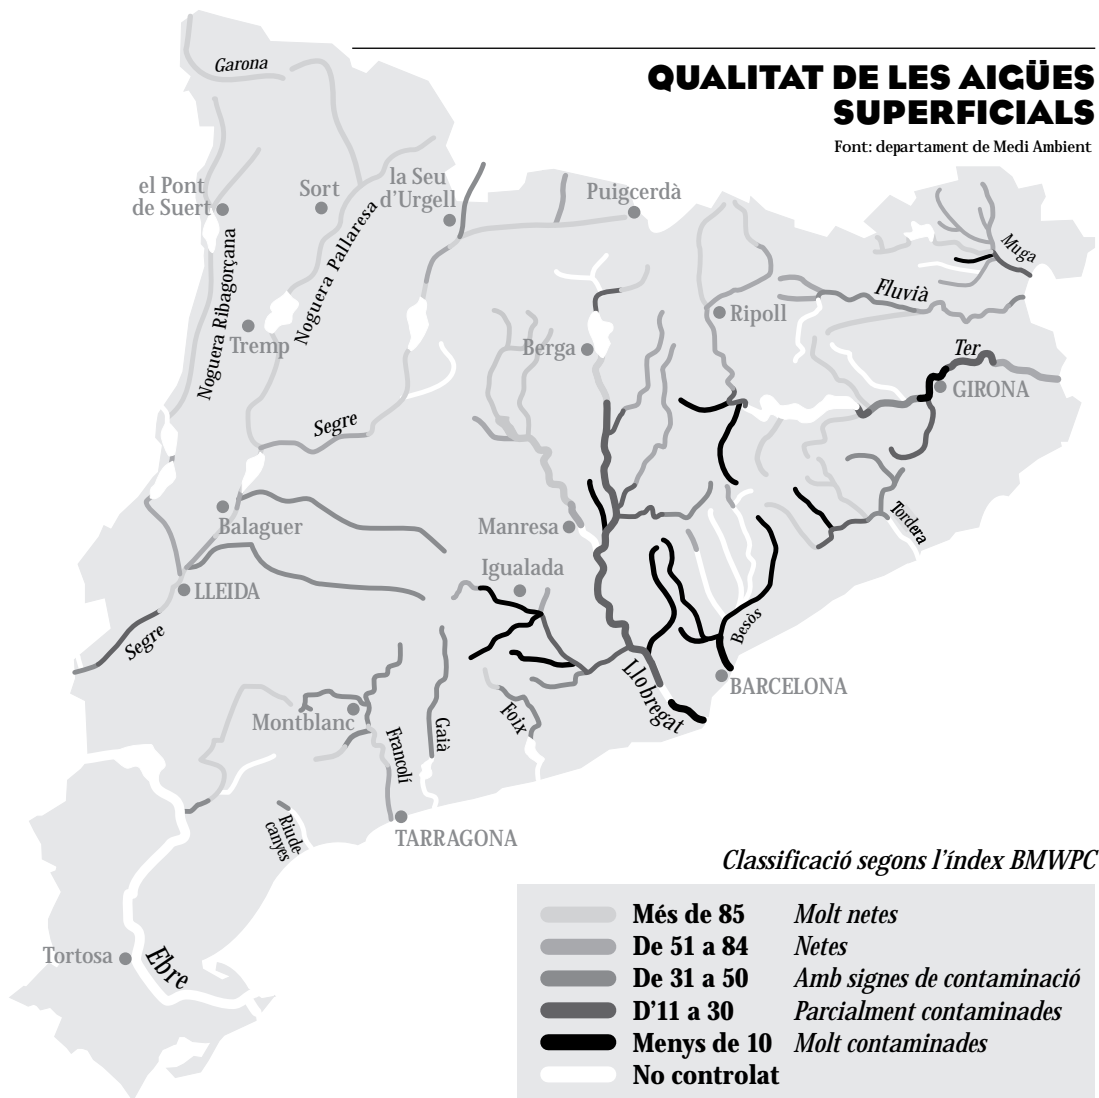 QUALITAT DE LES AIGÜES
SUPERFICIALS
Font: departament de Medi Ambient
Garona
el Pont
de Suert
Sort
la Seu
d'Urgell
Puigcerdà
Noguera Ribagorçana
Noguera Pallaresa
Muga
Fluvià
Ripoll
Tremp
Berga
Ter
GIRONA
Segre
Balaguer
Manresa
Tordera
Igualada
LLEIDA
Segre
Besòs
Llobregat
BARCELONA
Montblanc
Francolí
Gaià
Foix
Riude-
canyes
TARRAGONA
Tortosa
Ebre
Classificació segons l'índex BMWPC
Més de 85 Molt netes
De 51 a 84 Netes
De 31 a 50 Amb signes de contaminació
D'11 a 30 Parcialment contaminades
Menys de 10 Molt contaminades
No controlat